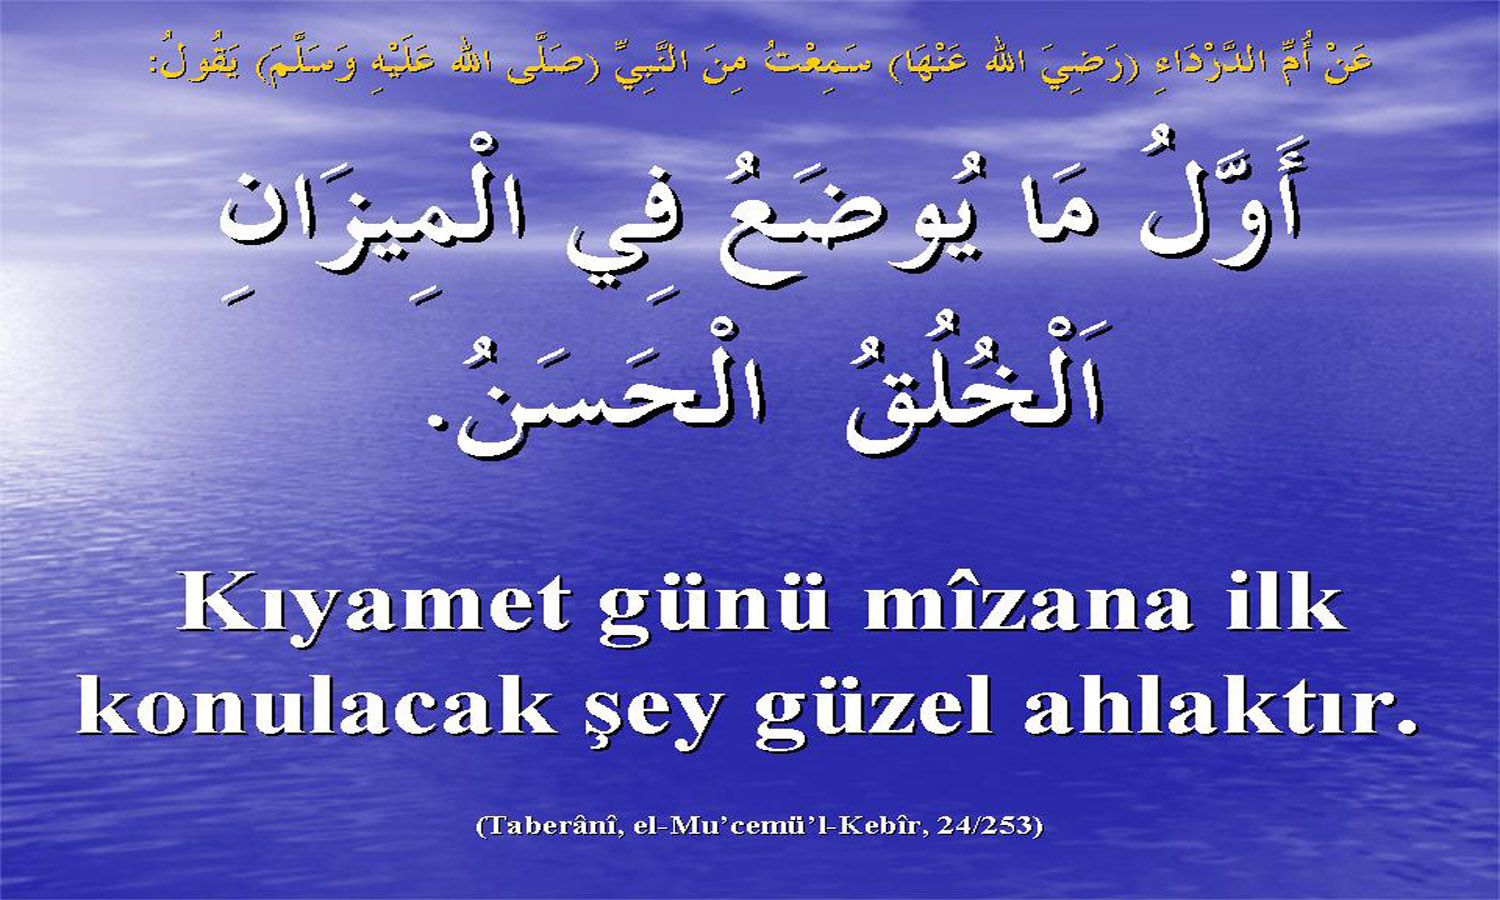 عَنْ أُمِّ الدَّرْدَاءِ (رَضِيَ الله عَنْهَا) سَمِعْتُ مِنَ النَّبِيِّ (صَلَّى الله عَلَيْهِ وَسَلَّمَ) يَقُولُ:
أَوَّلُ مَا يُوضَعُ فِي الْمِيزَانِ
اَلْخُلُقُ الْحَسَنُ.
Kıyamet günü mîzana ilk
konulacak şey güzel ahlaktır.
(Taberânî, el-Mu’cemü’l-Kebîr, 24/253)